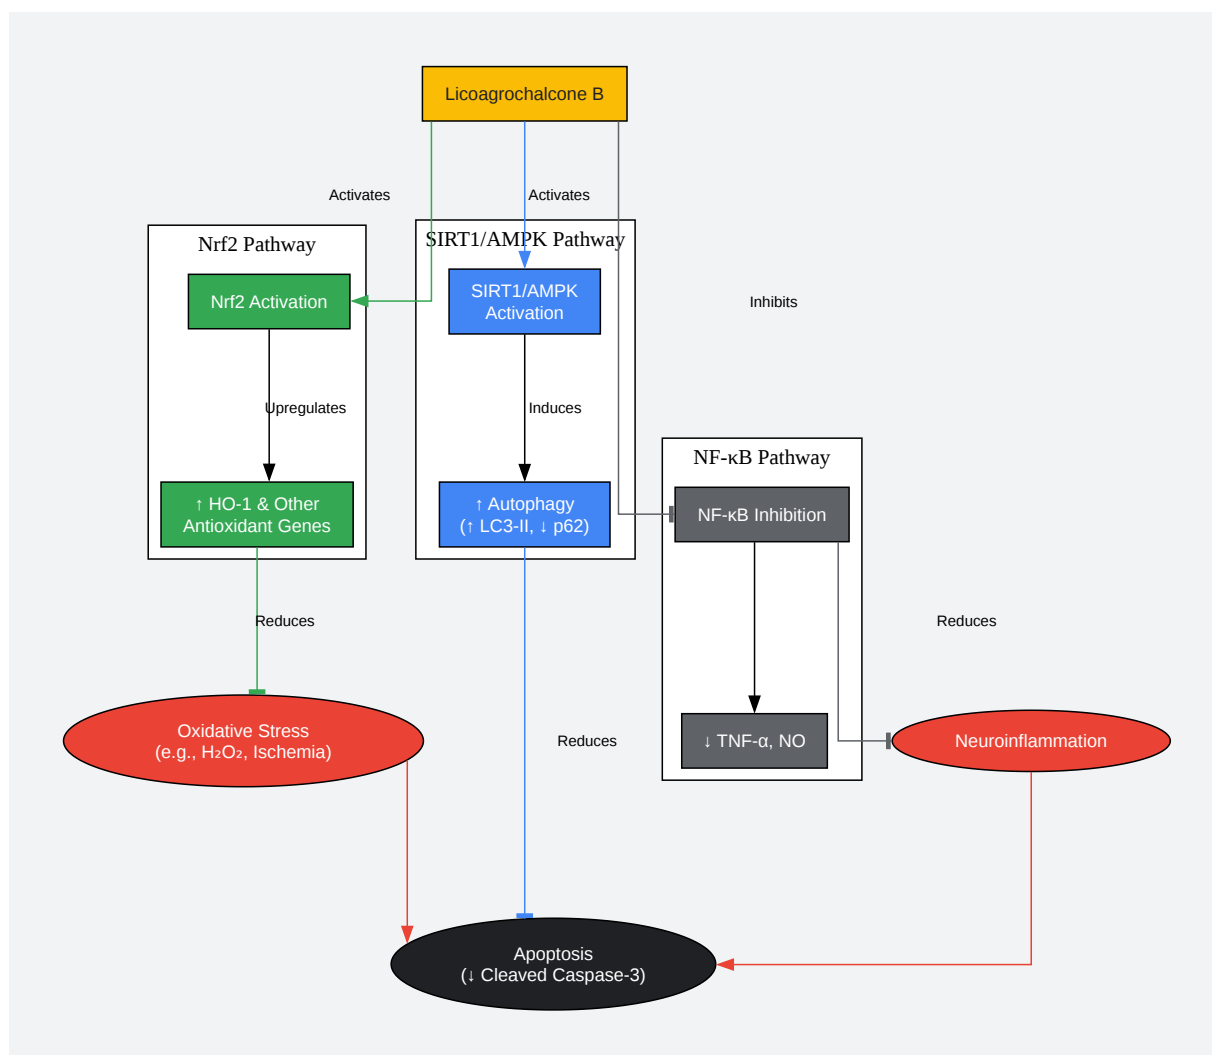 Licoagrochalcone B
Activates
Activates
Nrf2 Pathway
SIRT1/AMPK Pathway
Nrf2 Activation
SIRT1/AMPK
Activation
Inhibits
Upregulates
Induces
NF-κB Pathway
↑ HO-1 & Other
Antioxidant Genes
↑ Autophagy
(↑ LC3-II, ↓ p62)
NF-κB Inhibition
Reduces
Reduces
Oxidative Stress
(e.g., H₂O₂, Ischemia)
Reduces
↓ TNF-α, NO
Neuroinflammation
Apoptosis
(↓ Cleaved Caspase-3)